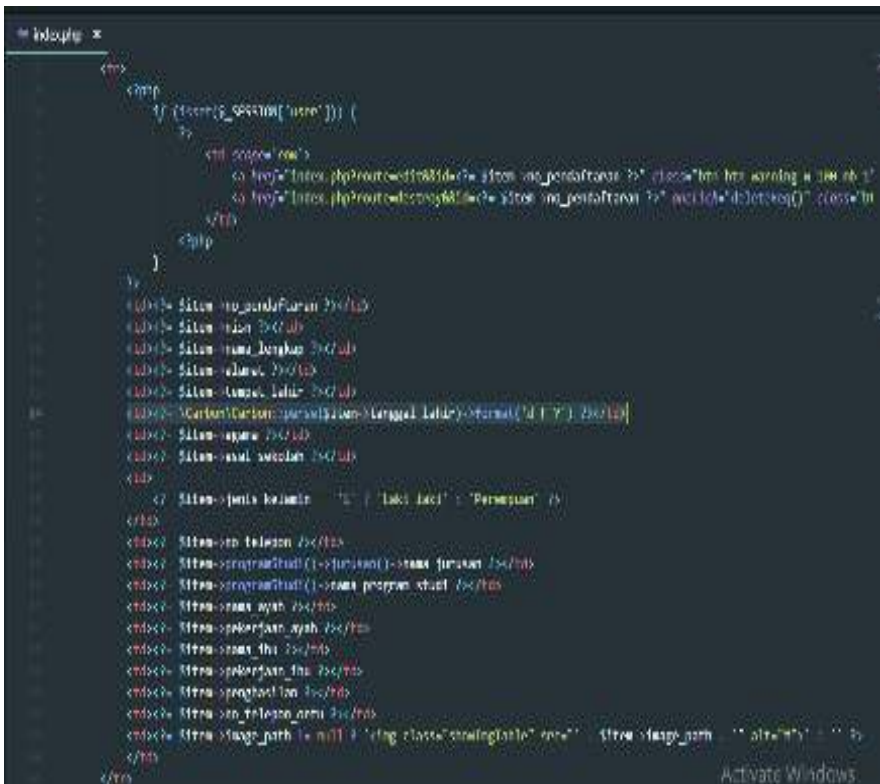 index.php ×
<tr>
<?php
if (isset($_SESSION['user'])) {
?>
<td scope="row">
<a href="index.php?route=edit&&id=<?= $item->no_pendaftaran ?>" class="btn btn-warning w-100 mb-1"
<a href="index.php?route=destroy&&id=<?= $item->no_pendaftaran ?>" onclick="deleteReq()" class="bt
</td>
<?php
}
?>
<td><?= $item->no_pendaftaran ?></td>
<td><?= $item->nisn ?></td>
<td><?= $item->nama_lengkap ?></td>
<td><?= $item->alamat ?></td>
<td><?= $item->tempat_lahir ?></td>
<td><?= \Carbon\Carbon::parse($item->tanggal_lahir)->format('d F Y') ?></td>
<td><?= $item->agama ?></td>
<td><?= $item->asal_sekolah ?></td>
<td>
<?= $item->jenis_kelamin 'L' ? 'Laki-laki' : 'Perempuan' ?>
</td>
<td><?= $item->no_telepon ?></td>
<td><?= $item->programStudi()->jurusan()->nama_jurusan ?></td>
<td><?= $item->programStudi()->nama_program_studi ?></td>
<td><?= $item->nama_ayah ?></td>
<td><?= $item->pekerjaan_ayah ?></td>
<td><?= $item->nama_ibu ?></td>
<td><?= $item->pekerjaan_ibu ?></td>
<td><?= $item->penghasilan ?></td>
<td><?= $item->no_telepon_ortu ?></td>
<td><?= $item->image_path != null ? '<img class="showImgTable" src="' . $item->image_path . '" alt="#">' : '' ?>
</td>
</tr>
Activate Windows